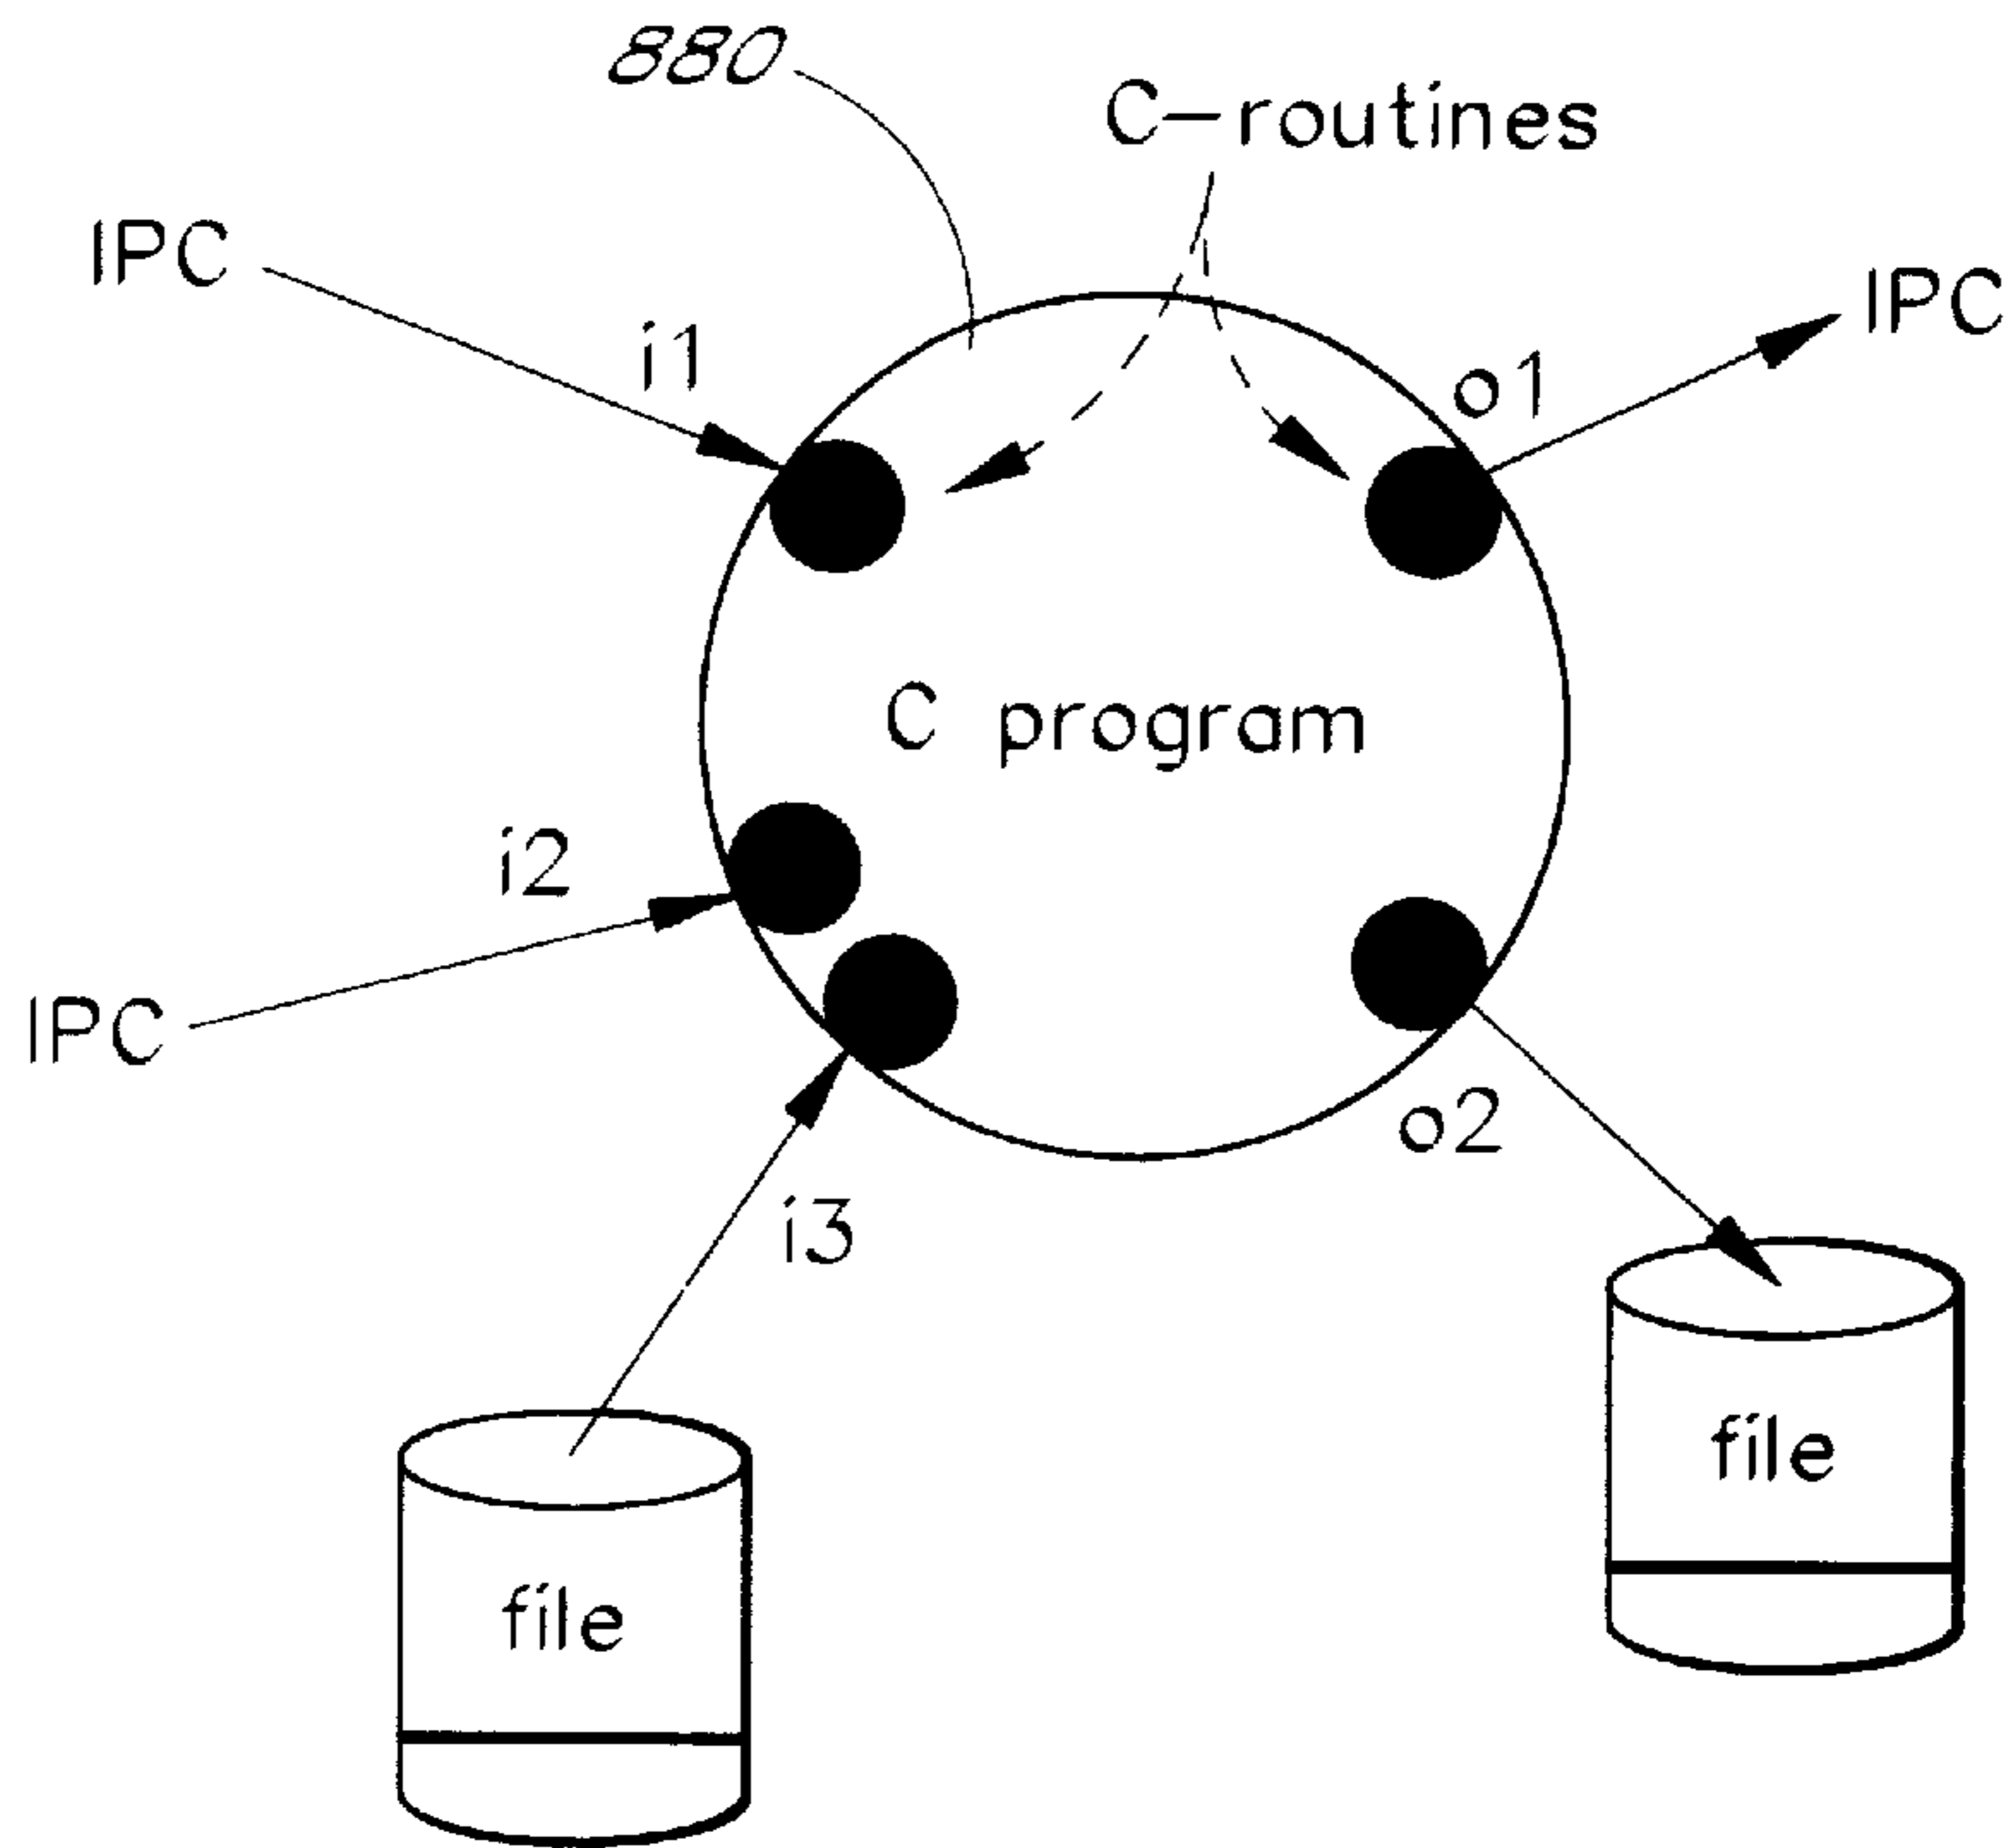 880
C-routines
IPC
IPC
i1
o1
C program
i2
IPC
o2
i3
file
file